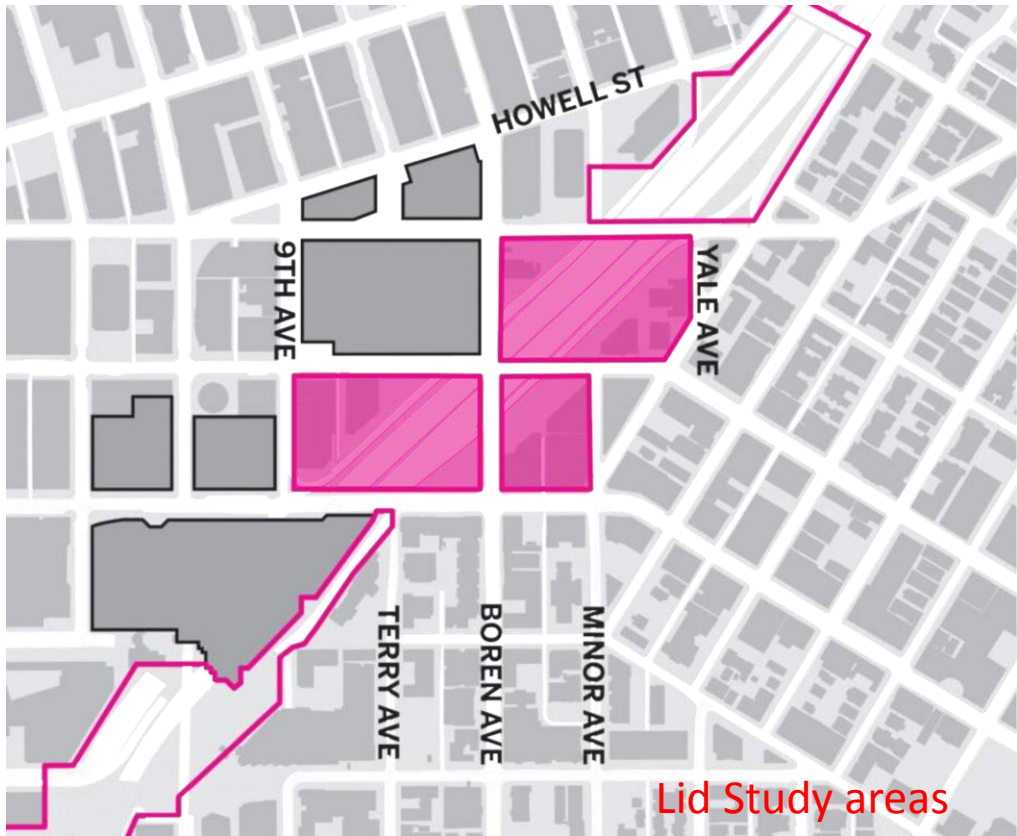 HOWELL ST
9TH AVE
YALE AVE
TERRY AVE
BOREN AVE
MINOR AVE
Lid Study areas